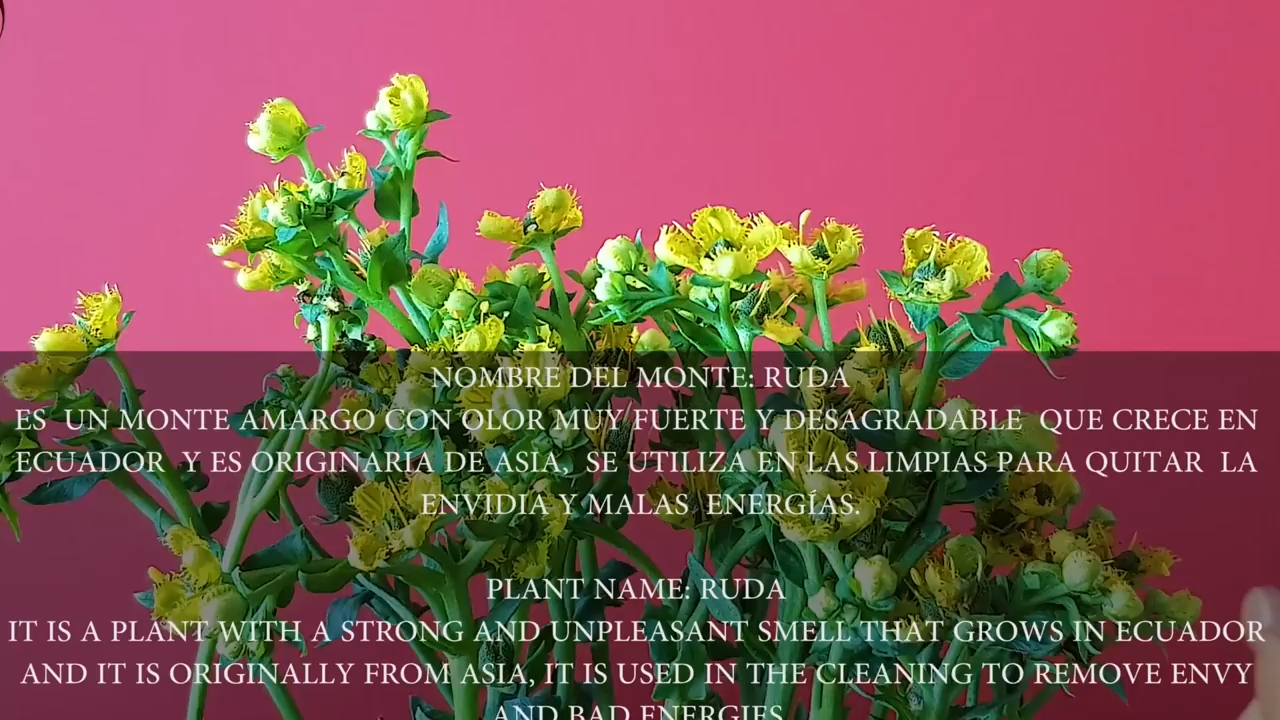 NOMBRE DEL MONTE: RUDA
ES UN MONTE AMARGO CON OLOR MUY FUERTE Y DESAGRADABLE QUE CRECE EN
ECUADOR Y ES ORIGINARIA DE ASIA, SE UTILIZA EN LAS LIMPIAS PARA QUITAR LA
ENVIDIA Y MALAS ENERGÍAS.
PLANT NAME: RUDA
IT IS A PLANT WITH A STRONG AND UNPLEASANT SMELL THAT GROWS IN ECUADOR
AND IT IS ORIGINALLY FROM ASIA, IT IS USED IN THE CLEANING TO REMOVE ENVY
AND BAD ENERGIES.